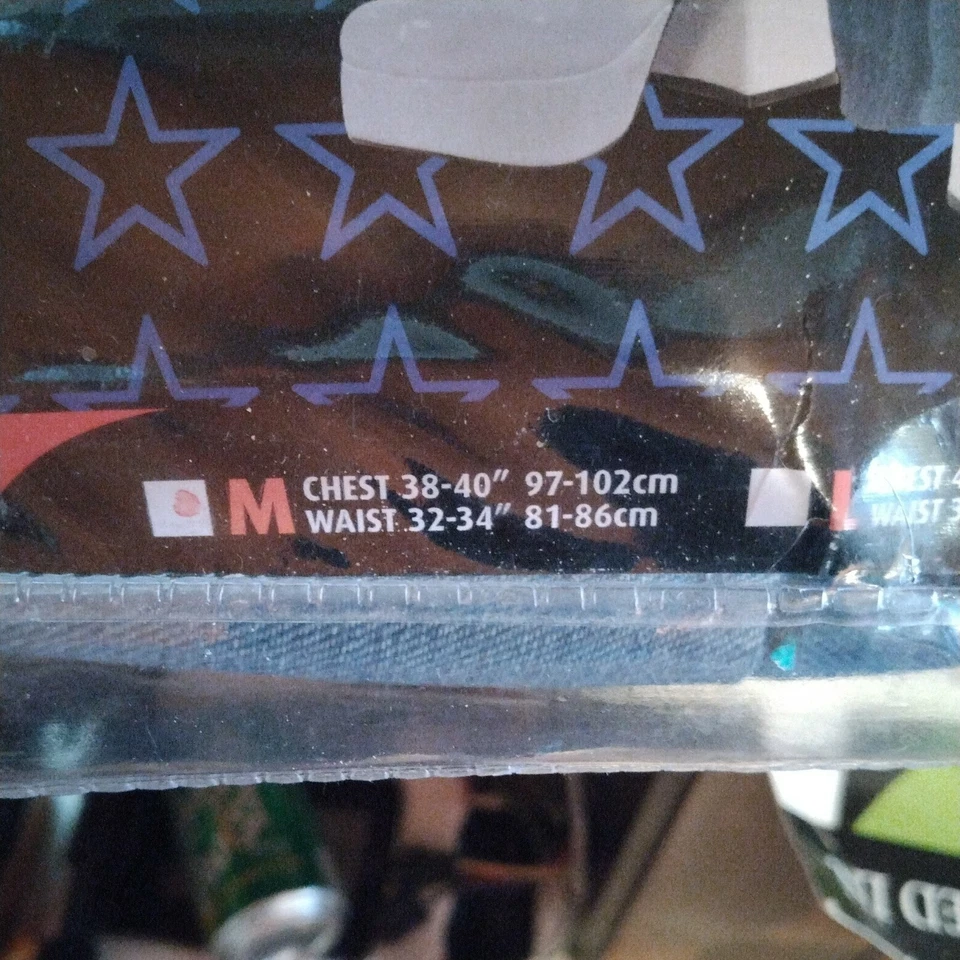 M CHEST 38-40" 97-102cm
WAIST 32-34" 81-86cm
L